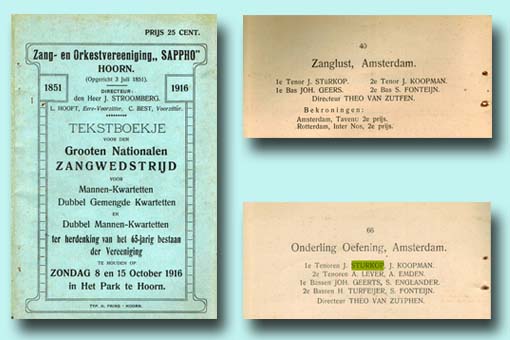 PRIJS 25 CENT.
Zang- en Orkestvereeniging „SAPPHO"
HOORN.
(Opgericht 3 juli 1851).
1851
DIRECTEUR:
den Heer J. STROOMBERG.
1916
L. HOOFT, Eere-Voorzitter. C. BEST, Voorzitter.
TEKSTBOEKJE
VOOR DEN
Grooten Nationalen
ZANGWEDSTRIJD
VOOR
Mannen-Kwartetten
Dubbel Gemengde Kwartetten
EN
Dubbel Mannen-Kwartetten
ter herdenking van het 65-jarig bestaan
der Vereeniging
TE HOUDEN OP
ZONDAG 8 en 15 October 1916
in Het Park te Hoorn.
TYP. H. PRINS - HOORN.
40
Zanglust, Amsterdam.
1e Tenor J. STURKOP. 2e Tenor J. KOOPMAN.
1e Bas JOH. GEERS. 2e Bas S. FONTEIJN.
Directeur THEO VAN ZUTFEN.
Bekroningen:
Amsterdam, Tavenu 2e prijs.
Rotterdam, Inter Nos, 2e prijs.
66
Onderling Oefening, Amsterdam.
1e Tenoren J. STURKOP, J. KOOPMAN.
2e Tenoren A. LEYER, A. EMDEN.
1e Bassen JOH. GEERTS, S. ENGLANDER.
2e Bassen H. TURFEIJER, S. FONTEIJN.
Directeur THEO VAN ZUTPHEN.